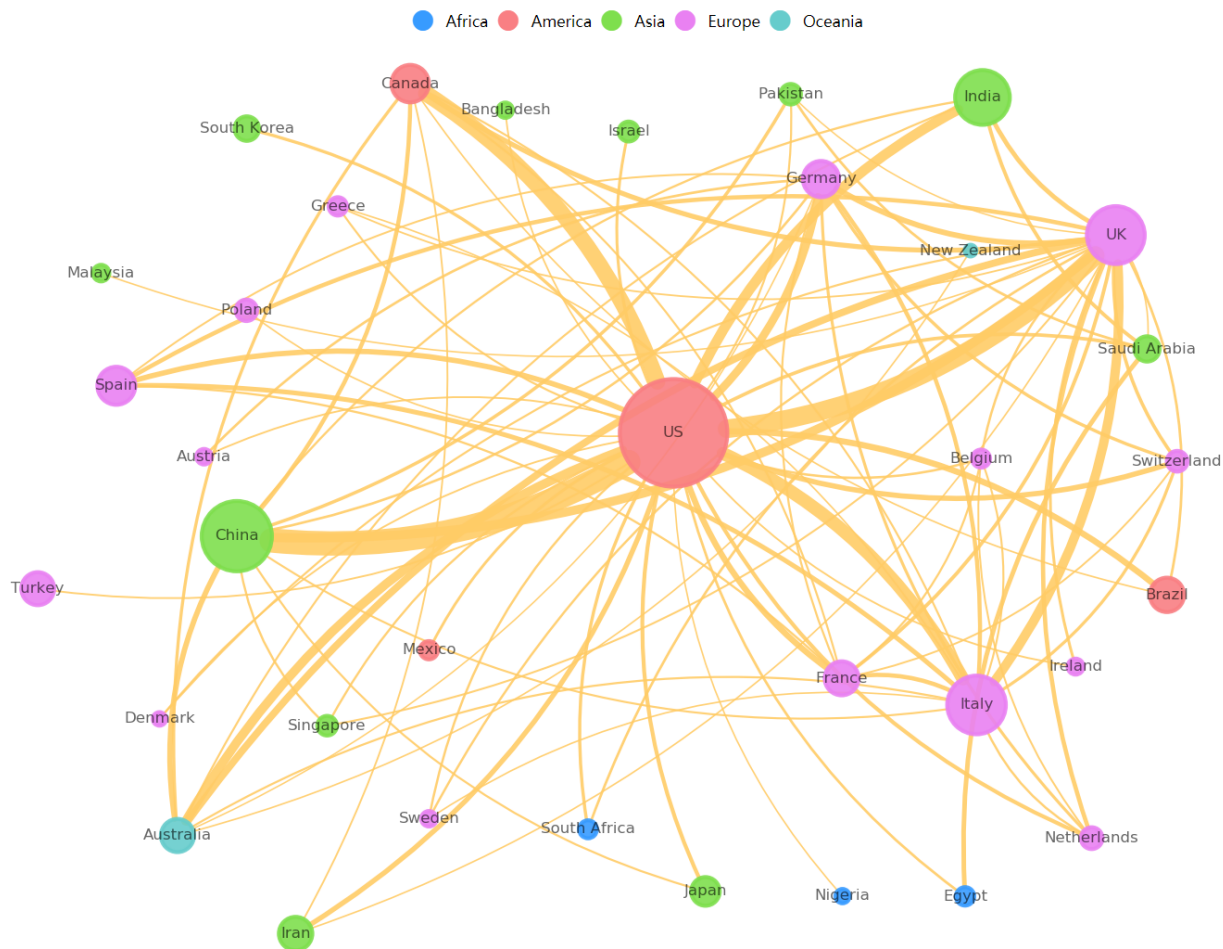 Africa America Asia Europe Oceania
Canada
Bangladesh
Pakistan
India
South Korea
Israel
Germany
Greece
UK
New Zealand
Malaysia
Poland
Saudi Arabia
Spain
US
Austria
Belgium
Switzerland
China
Turkey
Brazil
Mexico
Ireland
France
Italy
Denmark
Singapore
Australia
Sweden
South Africa
Netherlands
Japan
Nigeria
Egypt
Iran